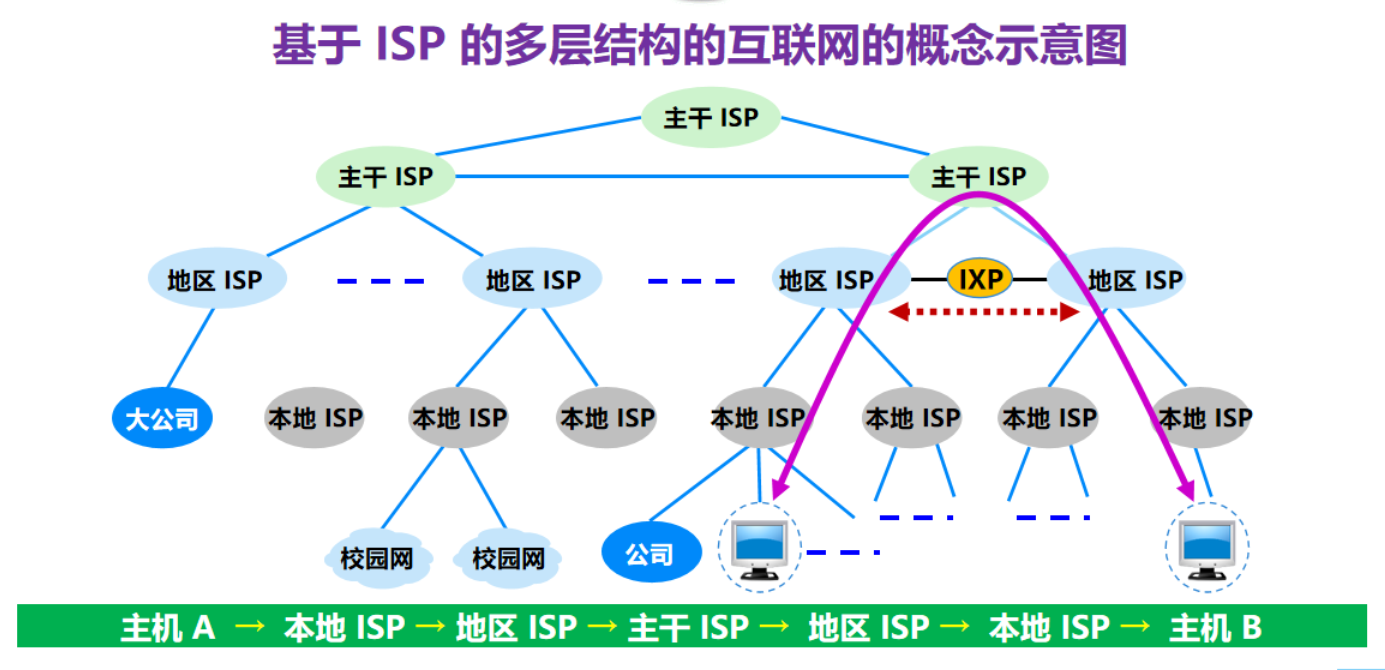 基于 ISP 的多层结构的互联网的概念示意图
主干 ISP
主干 ISP
主干 ISP
地区 ISP
地区 ISP
地区 ISP
IXP
地区 ISP
大公司
本地 ISP
本地 ISP
本地 ISP
本地 ISP
本地 ISP
本地 ISP
本地 ISP
校园网
校园网
公司
主机 A → 本地 ISP → 地区 ISP → 主干 ISP → 地区 ISP → 本地 ISP → 主机 B